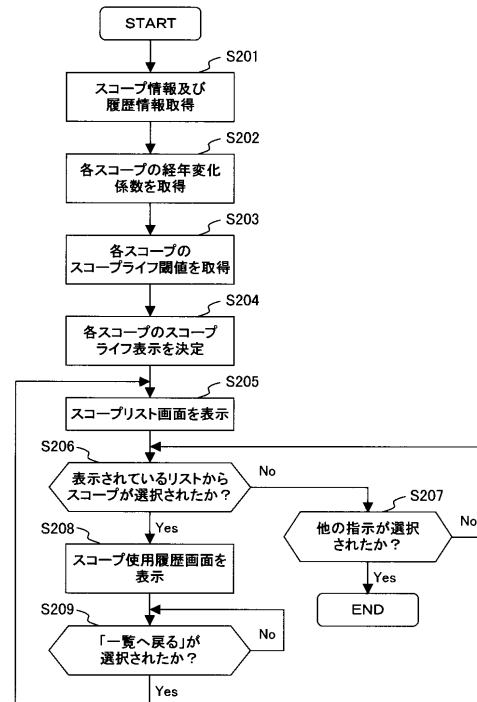 START
S201
スコープ情報及び
履歴情報取得
S202
各スコープの経年変化
係数を取得
S203
各スコープの
スコープライフ閾値を取得
S204
各スコープのスコープ
ライフ表示を決定
S205
スコープリスト画面を表示
S206
表示されているリストから
スコープが選択されたか?
No
S207
他の指示が選択
されたか?
No
Yes
END
Yes
S208
スコープ使用履歴画面を
表示
S209
「一覧へ戻る」が
選択されたか?
No
Yes